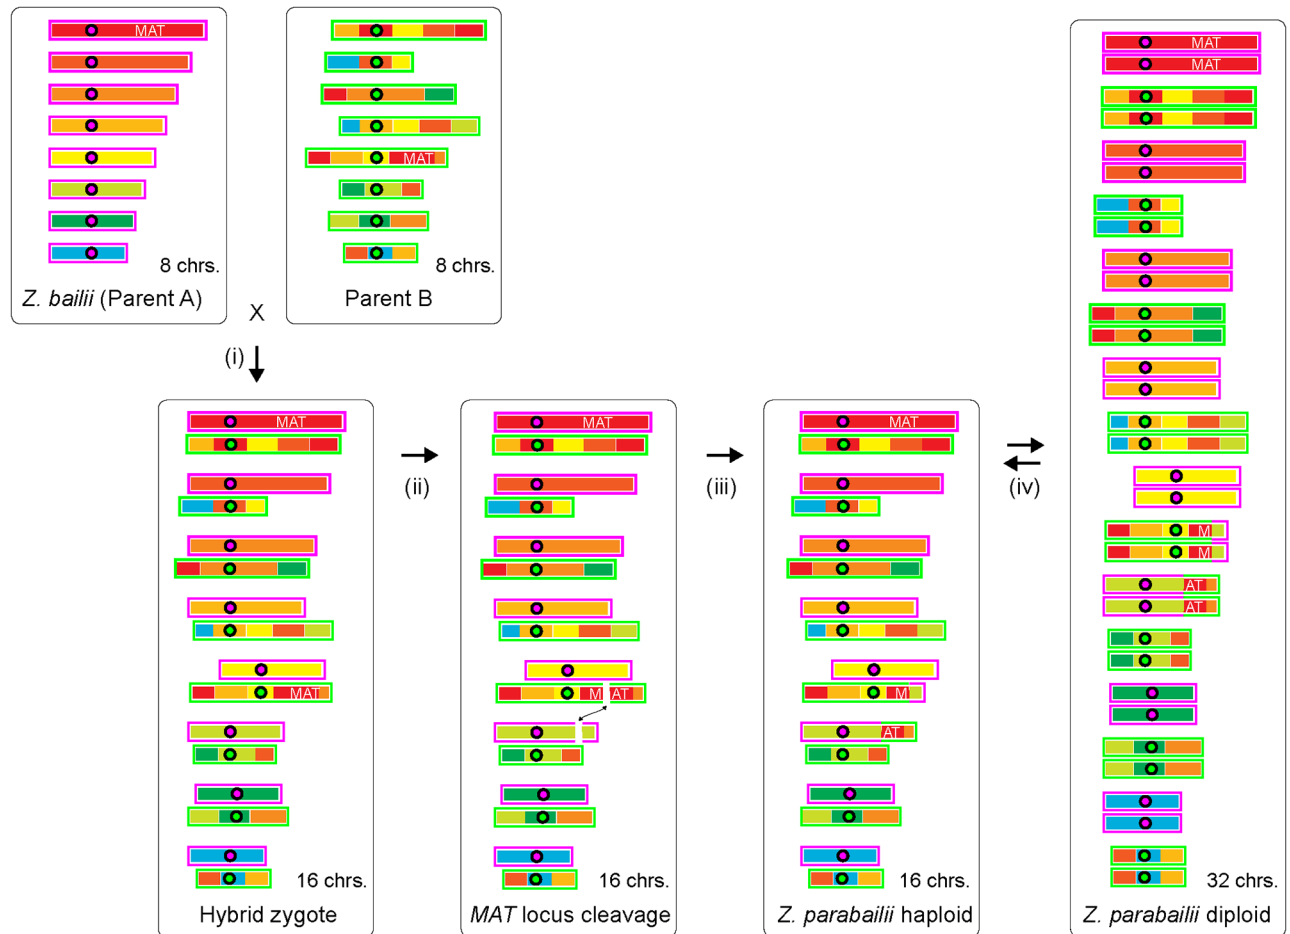 MAT
MAT
8 chrs.
Z. bailii (Parent A)
8 chrs.
Parent B
X
(i)
MAT
MAT
16 chrs.
Hybrid zygote
(ii)
MAT
M AT
16 chrs.
MAT locus cleavage
(iii)
MAT
M
AT
16 chrs.
Z. parabailii haploid
(iv)
MAT
MAT
M
M
AT
AT
32 chrs.
Z. parabailii diploid